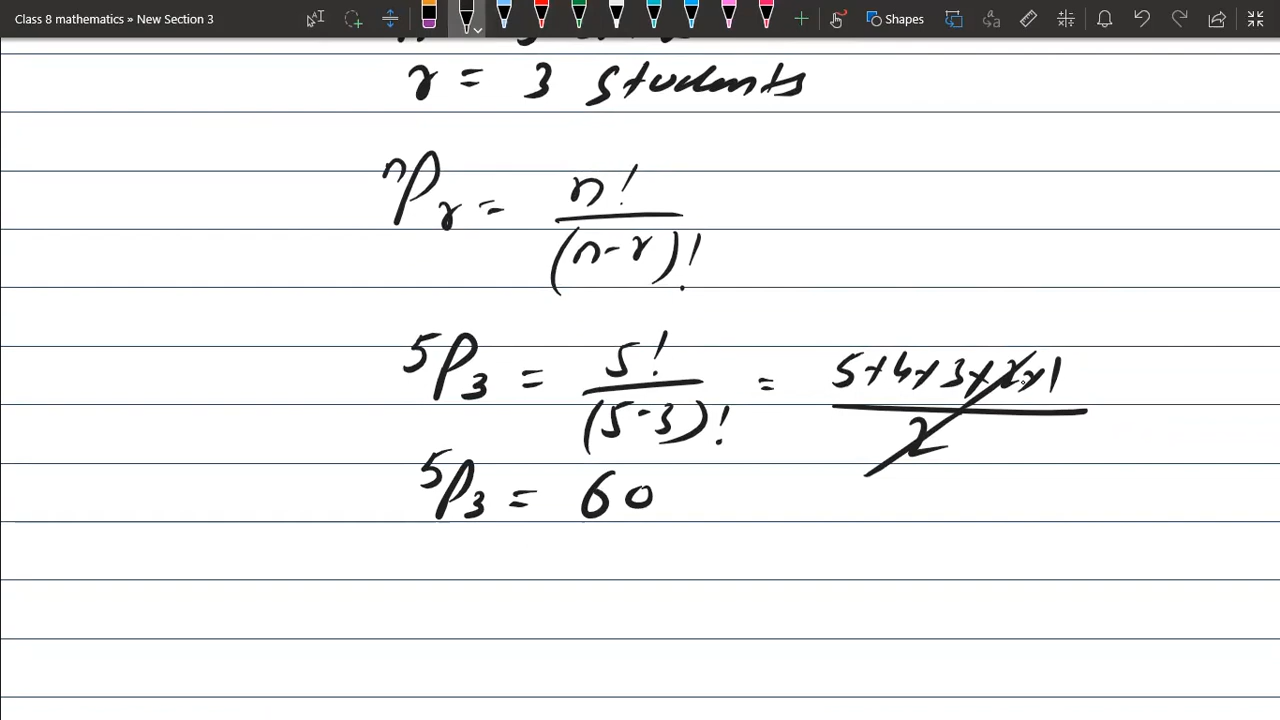 Class 8 mathematics » New Section 3
Shapes
r = 3 students
ⁿPᵣ = n! / (n-r)!
⁵P₃ = 5! / (5-3)! = 5×4×3×2×1 / 2
⁵P₃ = 60